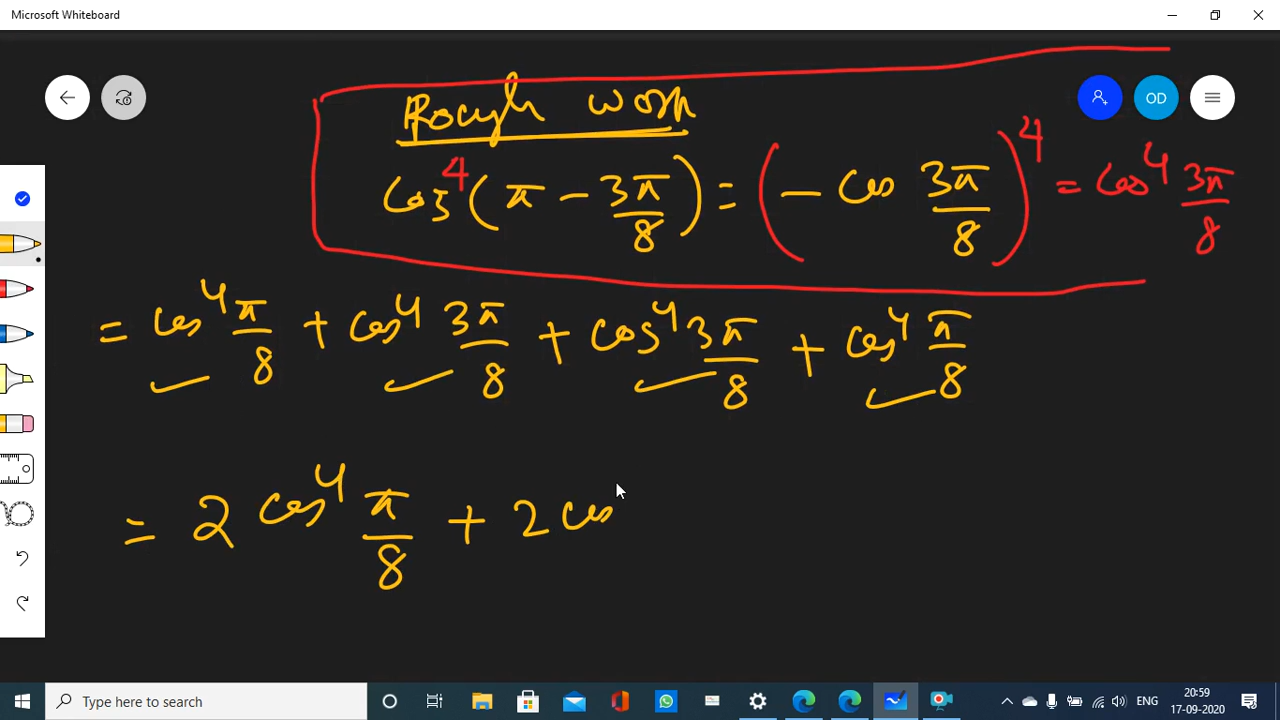 Microsoft Whiteboard
Rough work
OD
cos⁴(π − 3π/8) = (− cos 3π/8)⁴ = cos⁴ 3π/8
= cos⁴ π/8 + cos⁴ 3π/8 + cos⁴ 3π/8 + cos⁴ π/8
= 2 cos⁴ π/8 + 2 cos
Type here to search
ENG
20:59
17-09-2020